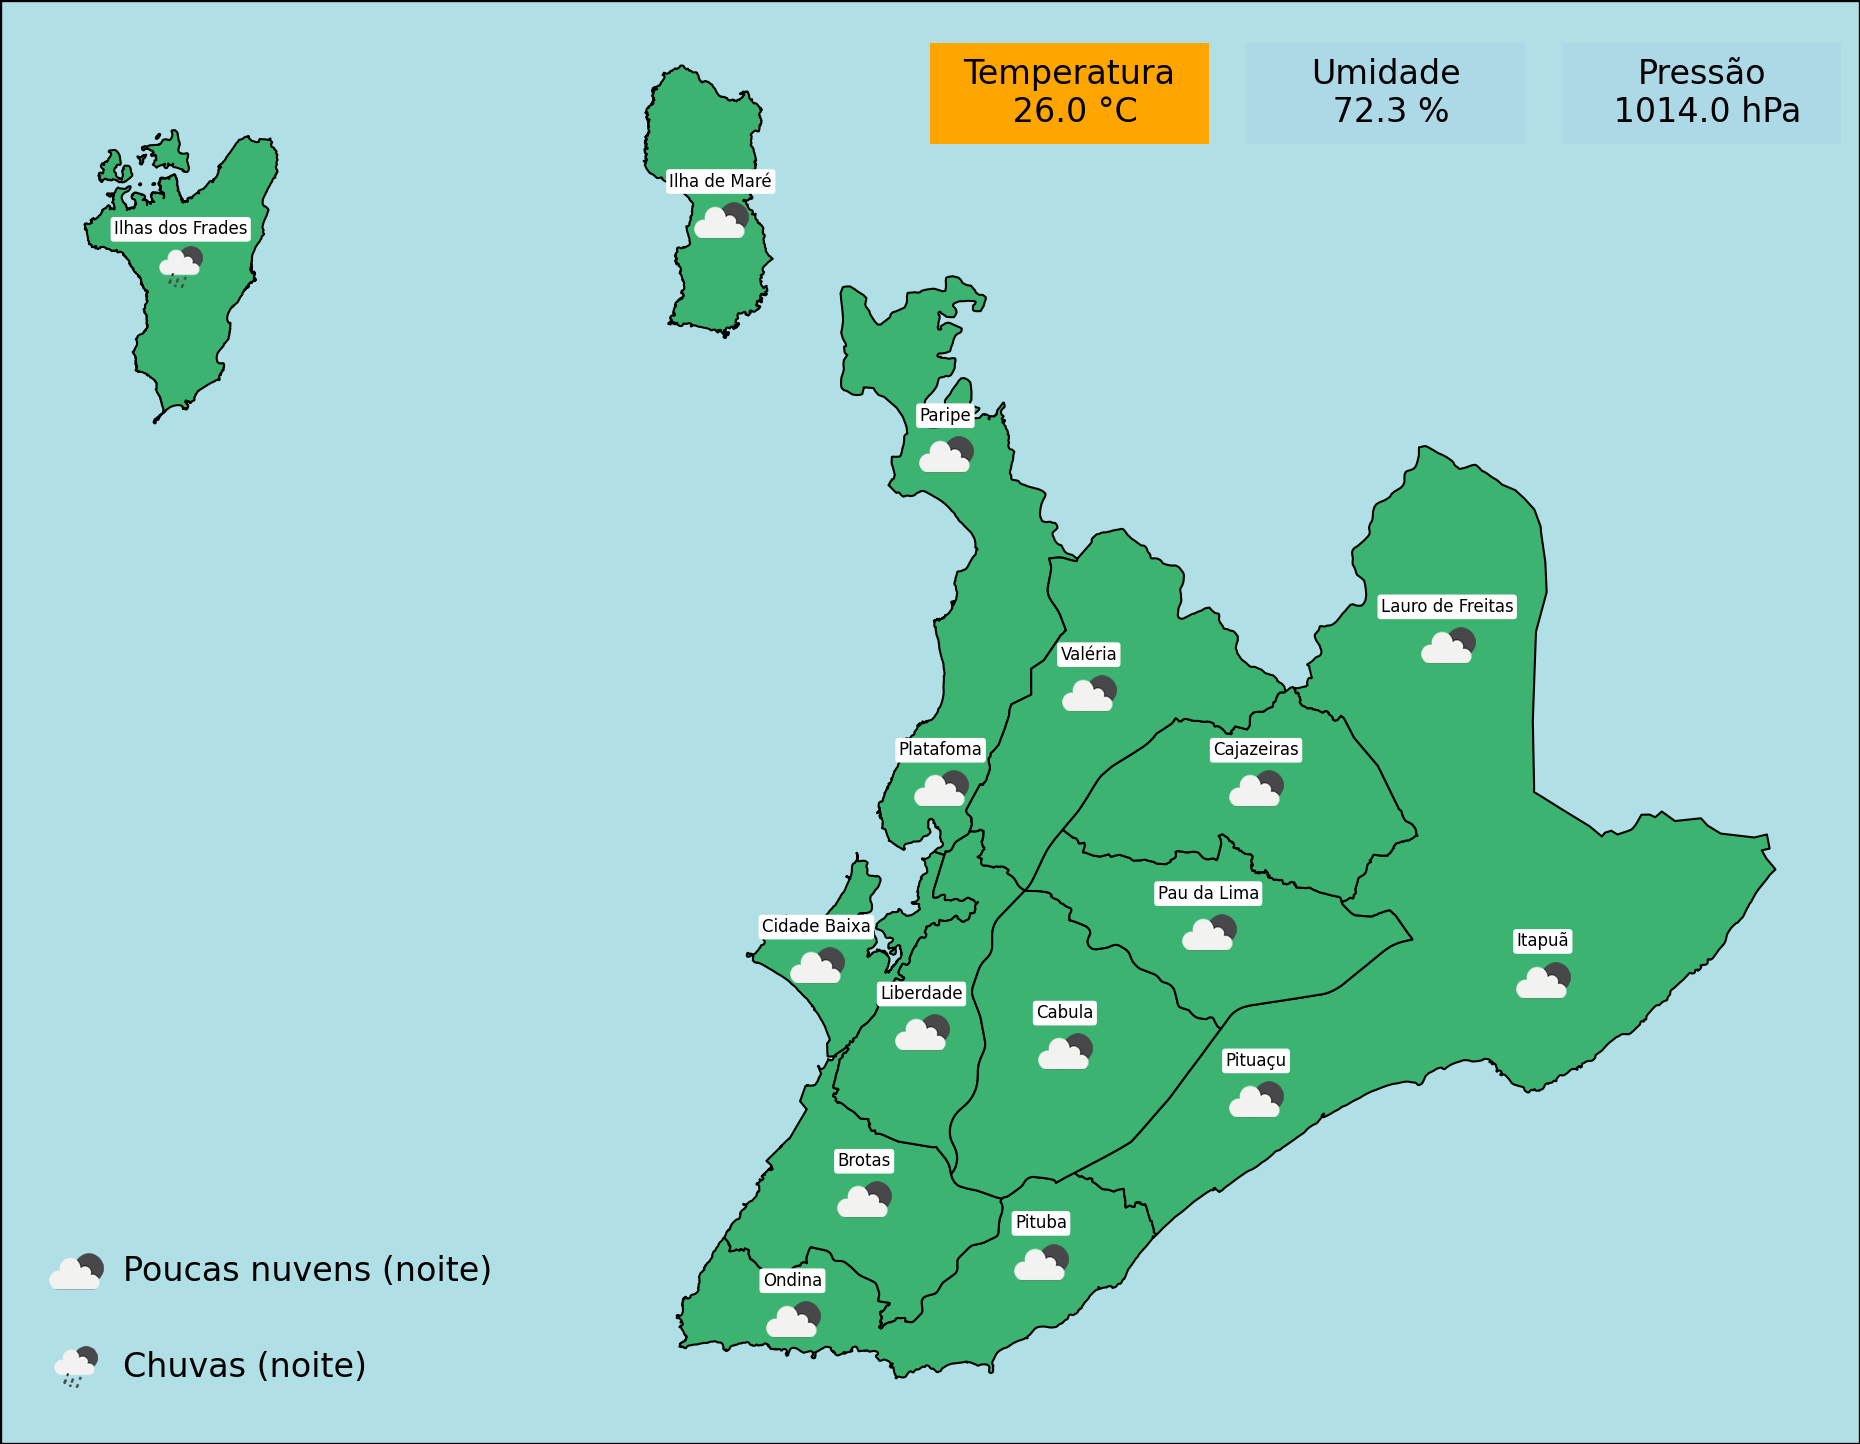 Temperatura
26.0 °C
Umidade
72.3 %
Pressão
1014.0 hPa
Ilha de Maré
Ilhas dos Frades
Paripe
Lauro de Freitas
Valéria
Platafoma
Cajazeiras
Pau da Lima
Cidade Baixa
Itapuã
Liberdade
Cabula
Pituaçu
Brotas
Pituba
Ondina
Poucas nuvens (noite)
Chuvas (noite)